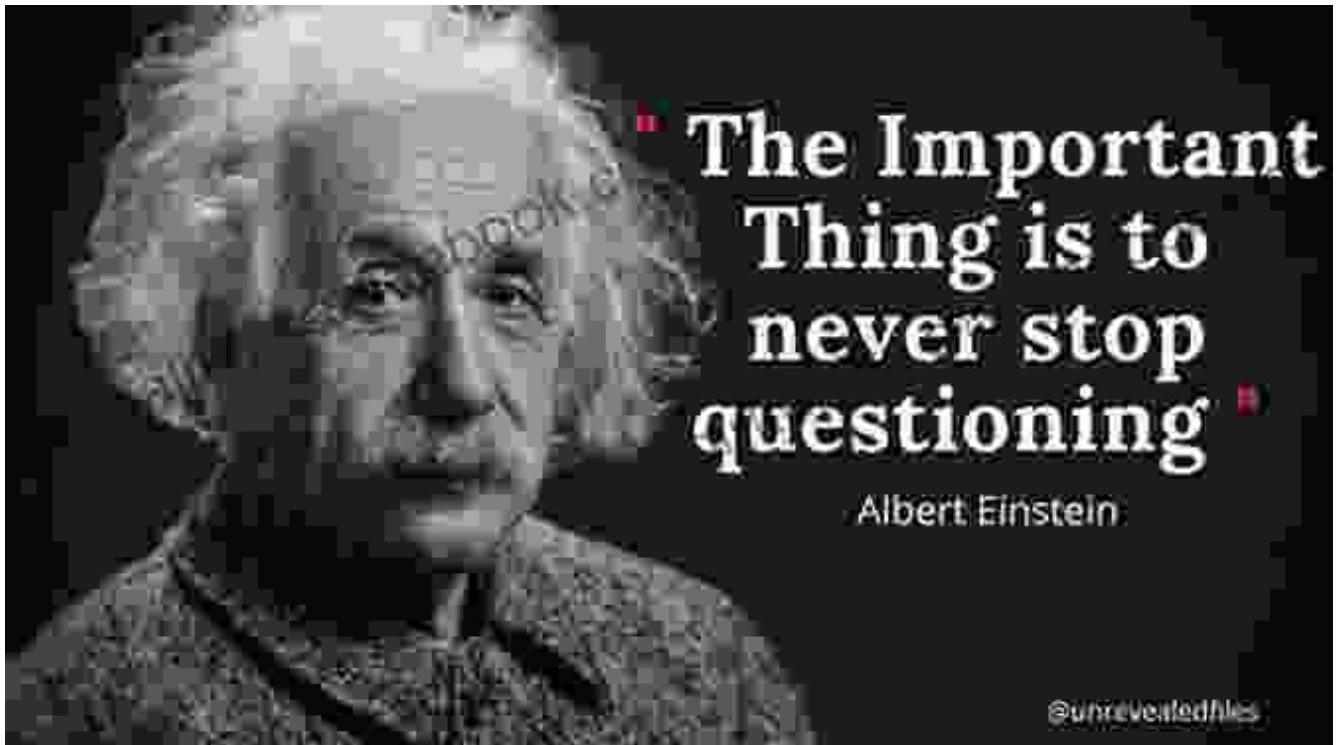 " The Important
Thing is to
never stop
questioning "
Albert Einstein
@unrevealedfiles